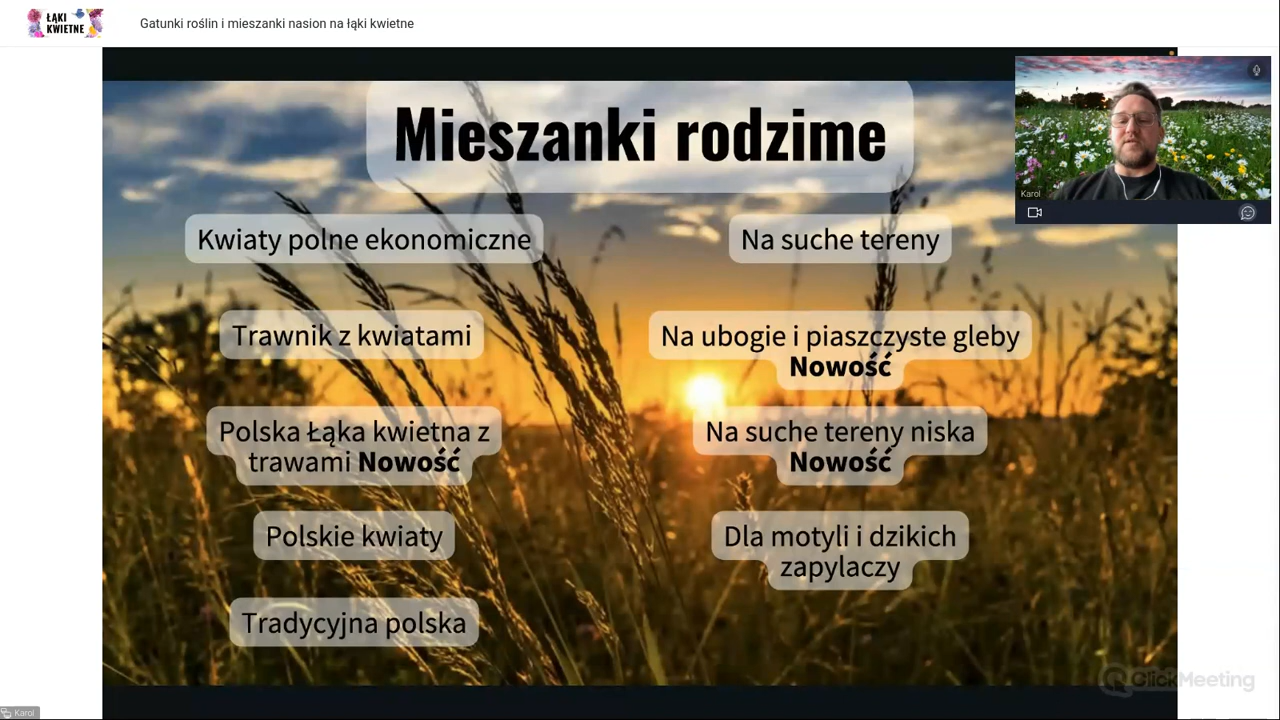 ŁĄKI
KWIETNE
Gatunki roślin i mieszanki nasion na łąki kwietne
Mieszanki rodzime
Kwiaty polne ekonomiczne
Trawnik z kwiatami
Polska Łąka kwietna z
trawami Nowość
Polskie kwiaty
Tradycyjna polska
Na suche tereny
Na ubogie i piaszczyste gleby
Nowość
Na suche tereny niska
Nowość
Dla motyli i dzikich
zapylaczy
Karol
ClickMeeting
Karol